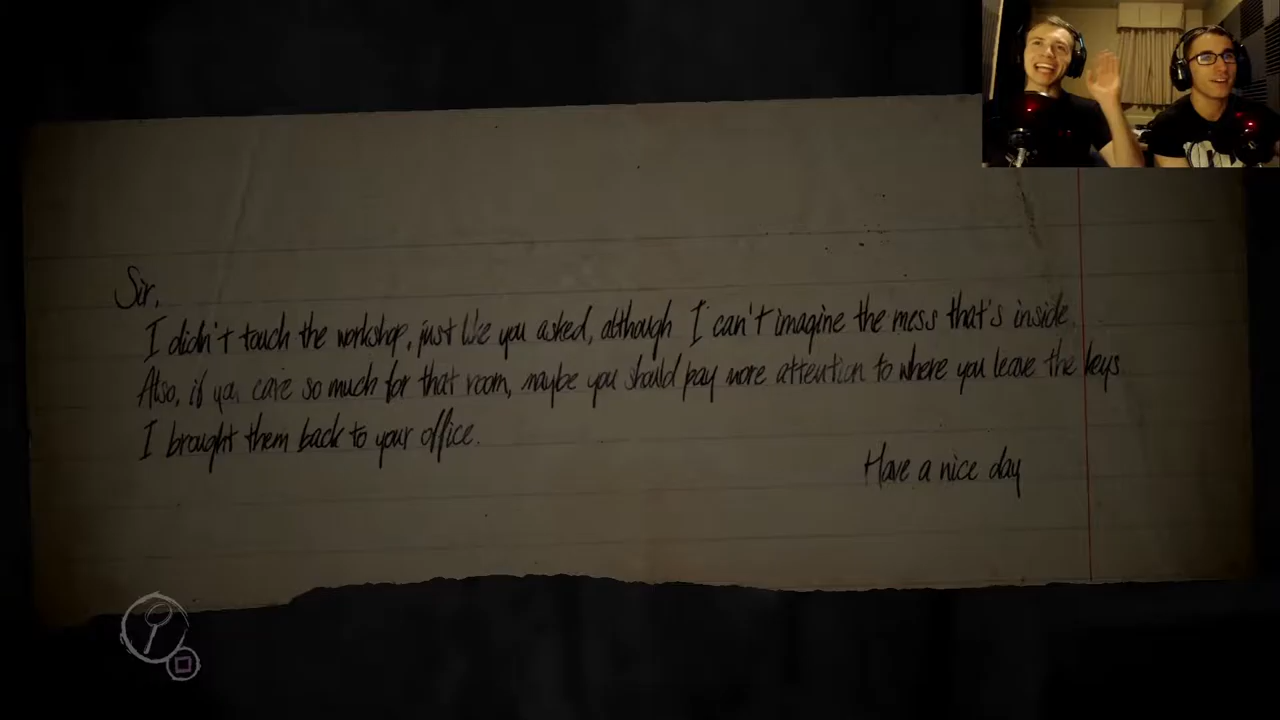 Sir,
I didn't touch the workshop, just like you asked, although I can't imagine the mess that's inside.
Also, if you care so much for that room, maybe you should pay more attention to where you leave the keys.
I brought them back to your office.
Have a nice day